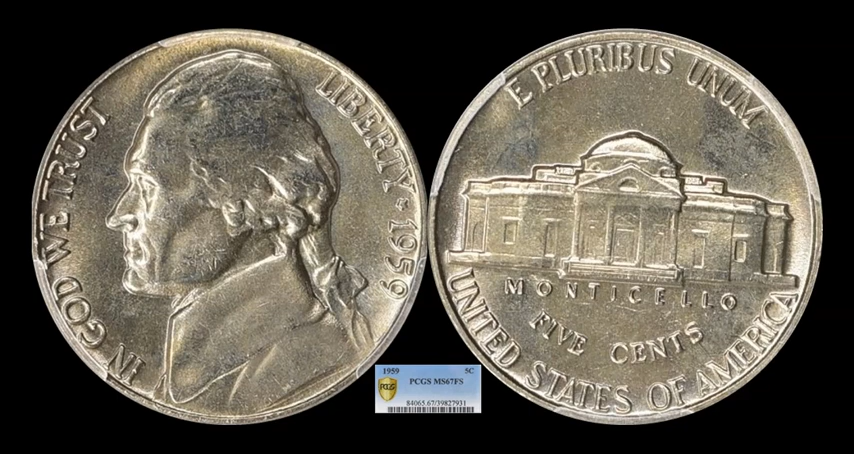 IN GOD WE TRUST
LIBERTY ★ 1959
E PLURIBUS UNUM
MONTICELLO
FIVE CENTS
UNITED STATES OF AMERICA
1959 5C
PCGS PCGS MS67FS
84065.67/39827931